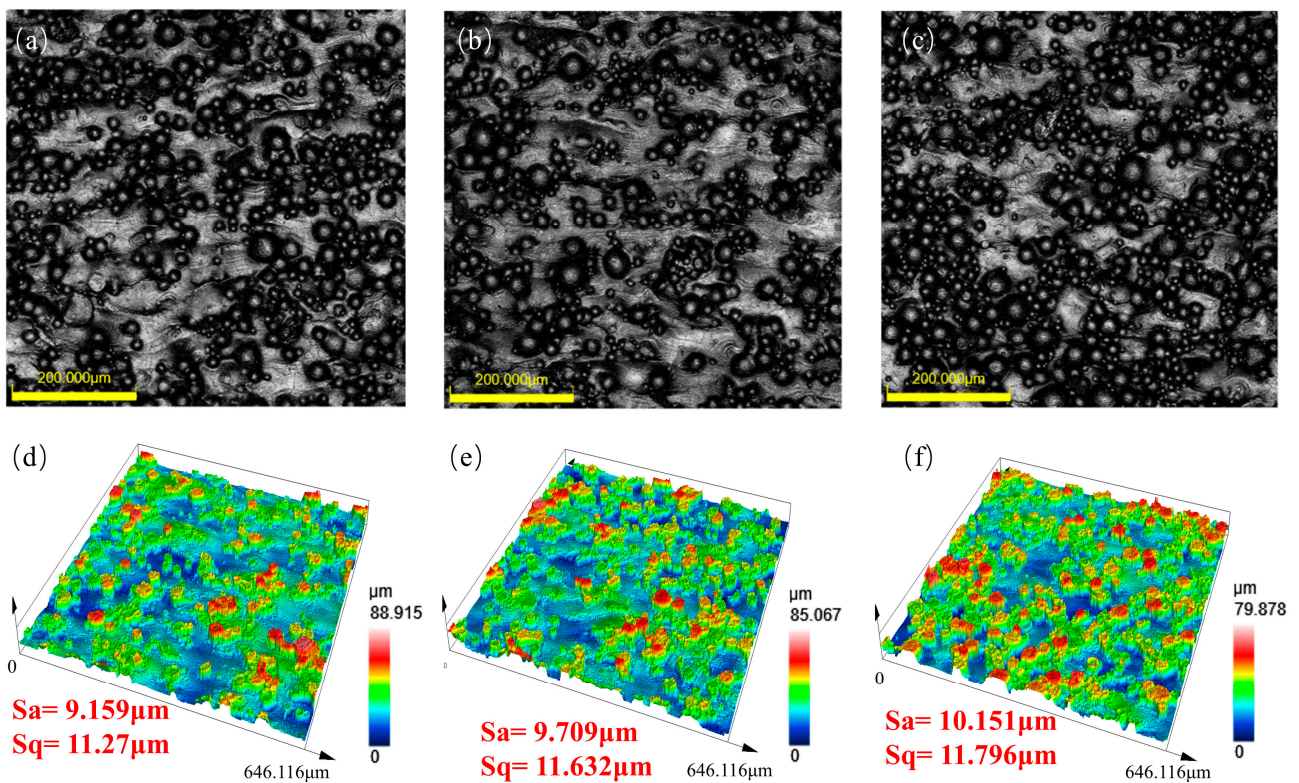 (a)
(b)
(c)
200.000μm
200.000μm
200.000μm
(d)
(e)
(f)
μm
88.915
0
0
Sa= 9.159μm
Sq= 11.27μm
646.116μm
μm
85.067
0
0
Sa= 9.709μm
Sq= 11.632μm
646.116μm
μm
79.878
0
0
Sa= 10.151μm
Sq= 11.796μm
646.116μm